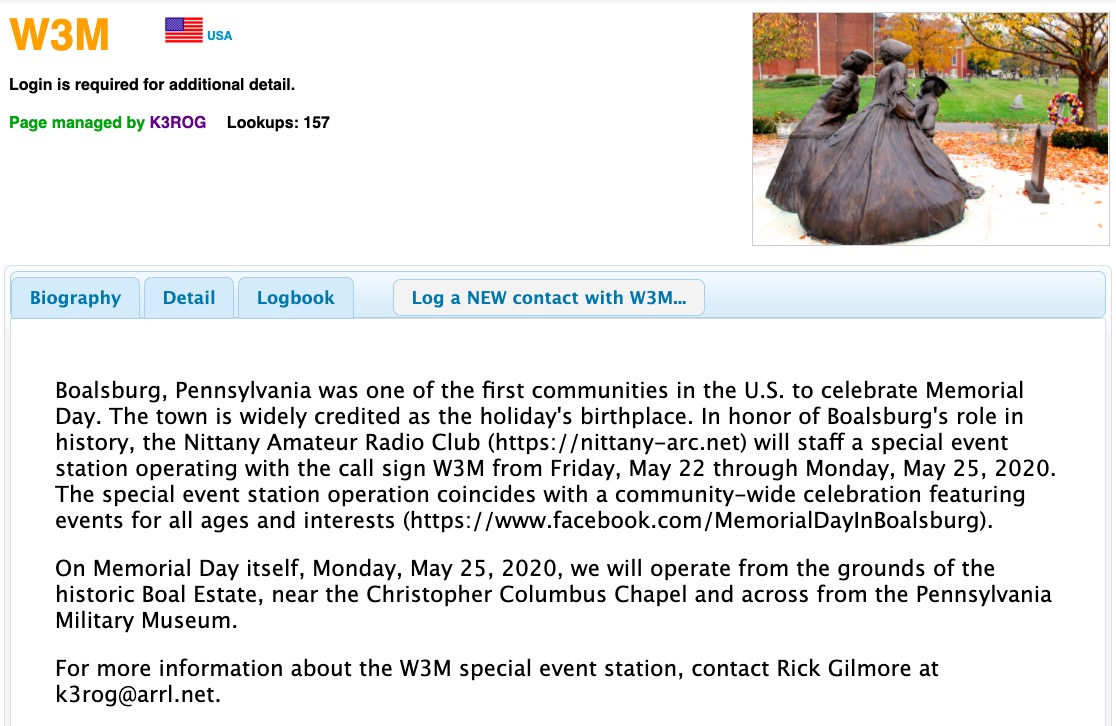 W3M
USA
Login is required for additional detail.
Page managed by K3ROG Lookups: 157
Biography Detail Logbook Log a NEW contact with W3M...
Boalsburg, Pennsylvania was one of the first communities in the U.S. to celebrate Memorial
Day. The town is widely credited as the holiday's birthplace. In honor of Boalsburg's role in
history, the Nittany Amateur Radio Club (https://nittany-arc.net) will staff a special event
station operating with the call sign W3M from Friday, May 22 through Monday, May 25, 2020.
The special event station operation coincides with a community-wide celebration featuring
events for all ages and interests (https://www.facebook.com/MemorialDayInBoalsburg).
On Memorial Day itself, Monday, May 25, 2020, we will operate from the grounds of the
historic Boal Estate, near the Christopher Columbus Chapel and across from the Pennsylvania
Military Museum.
For more information about the W3M special event station, contact Rick Gilmore at
k3rog@arrl.net.